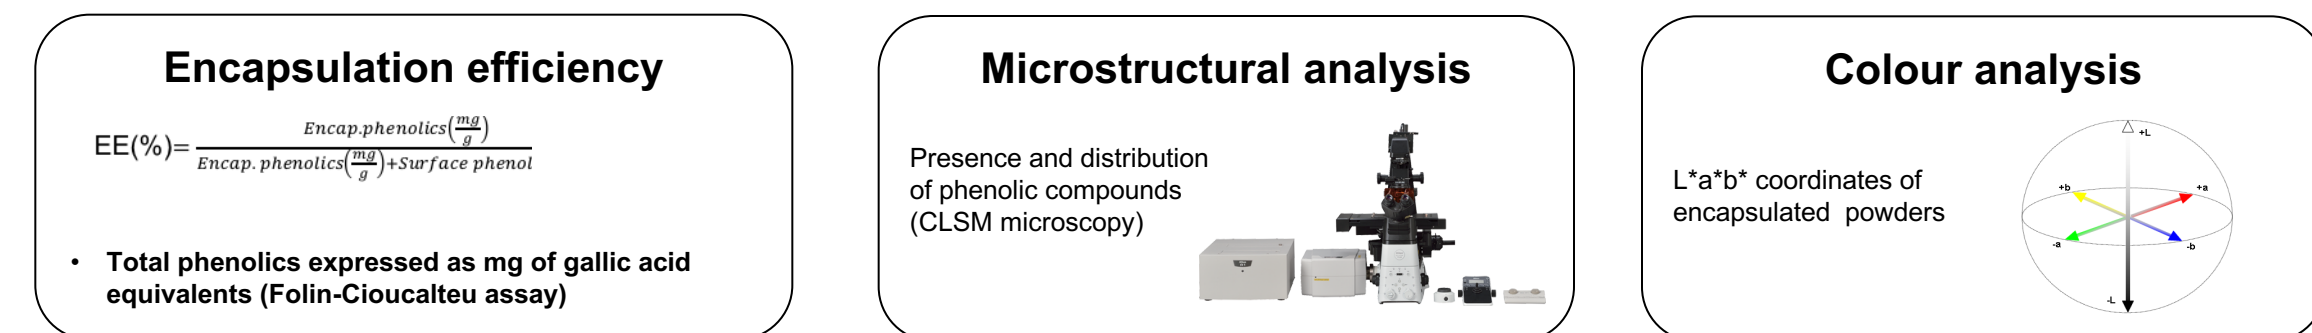 Encapsulation efficiency
EE(%)= Encap.phenolics(mg/g) / Encap. phenolics(mg/g)+Surface phenol
• Total phenolics expressed as mg of gallic acid
equivalents (Folin-Cioucalteu assay)
Microstructural analysis
Presence and distribution
of phenolic compounds
(CLSM microscopy)
Colour analysis
L*a*b* coordinates of
encapsulated powders
+L
+b
+a
-a
-b
-L